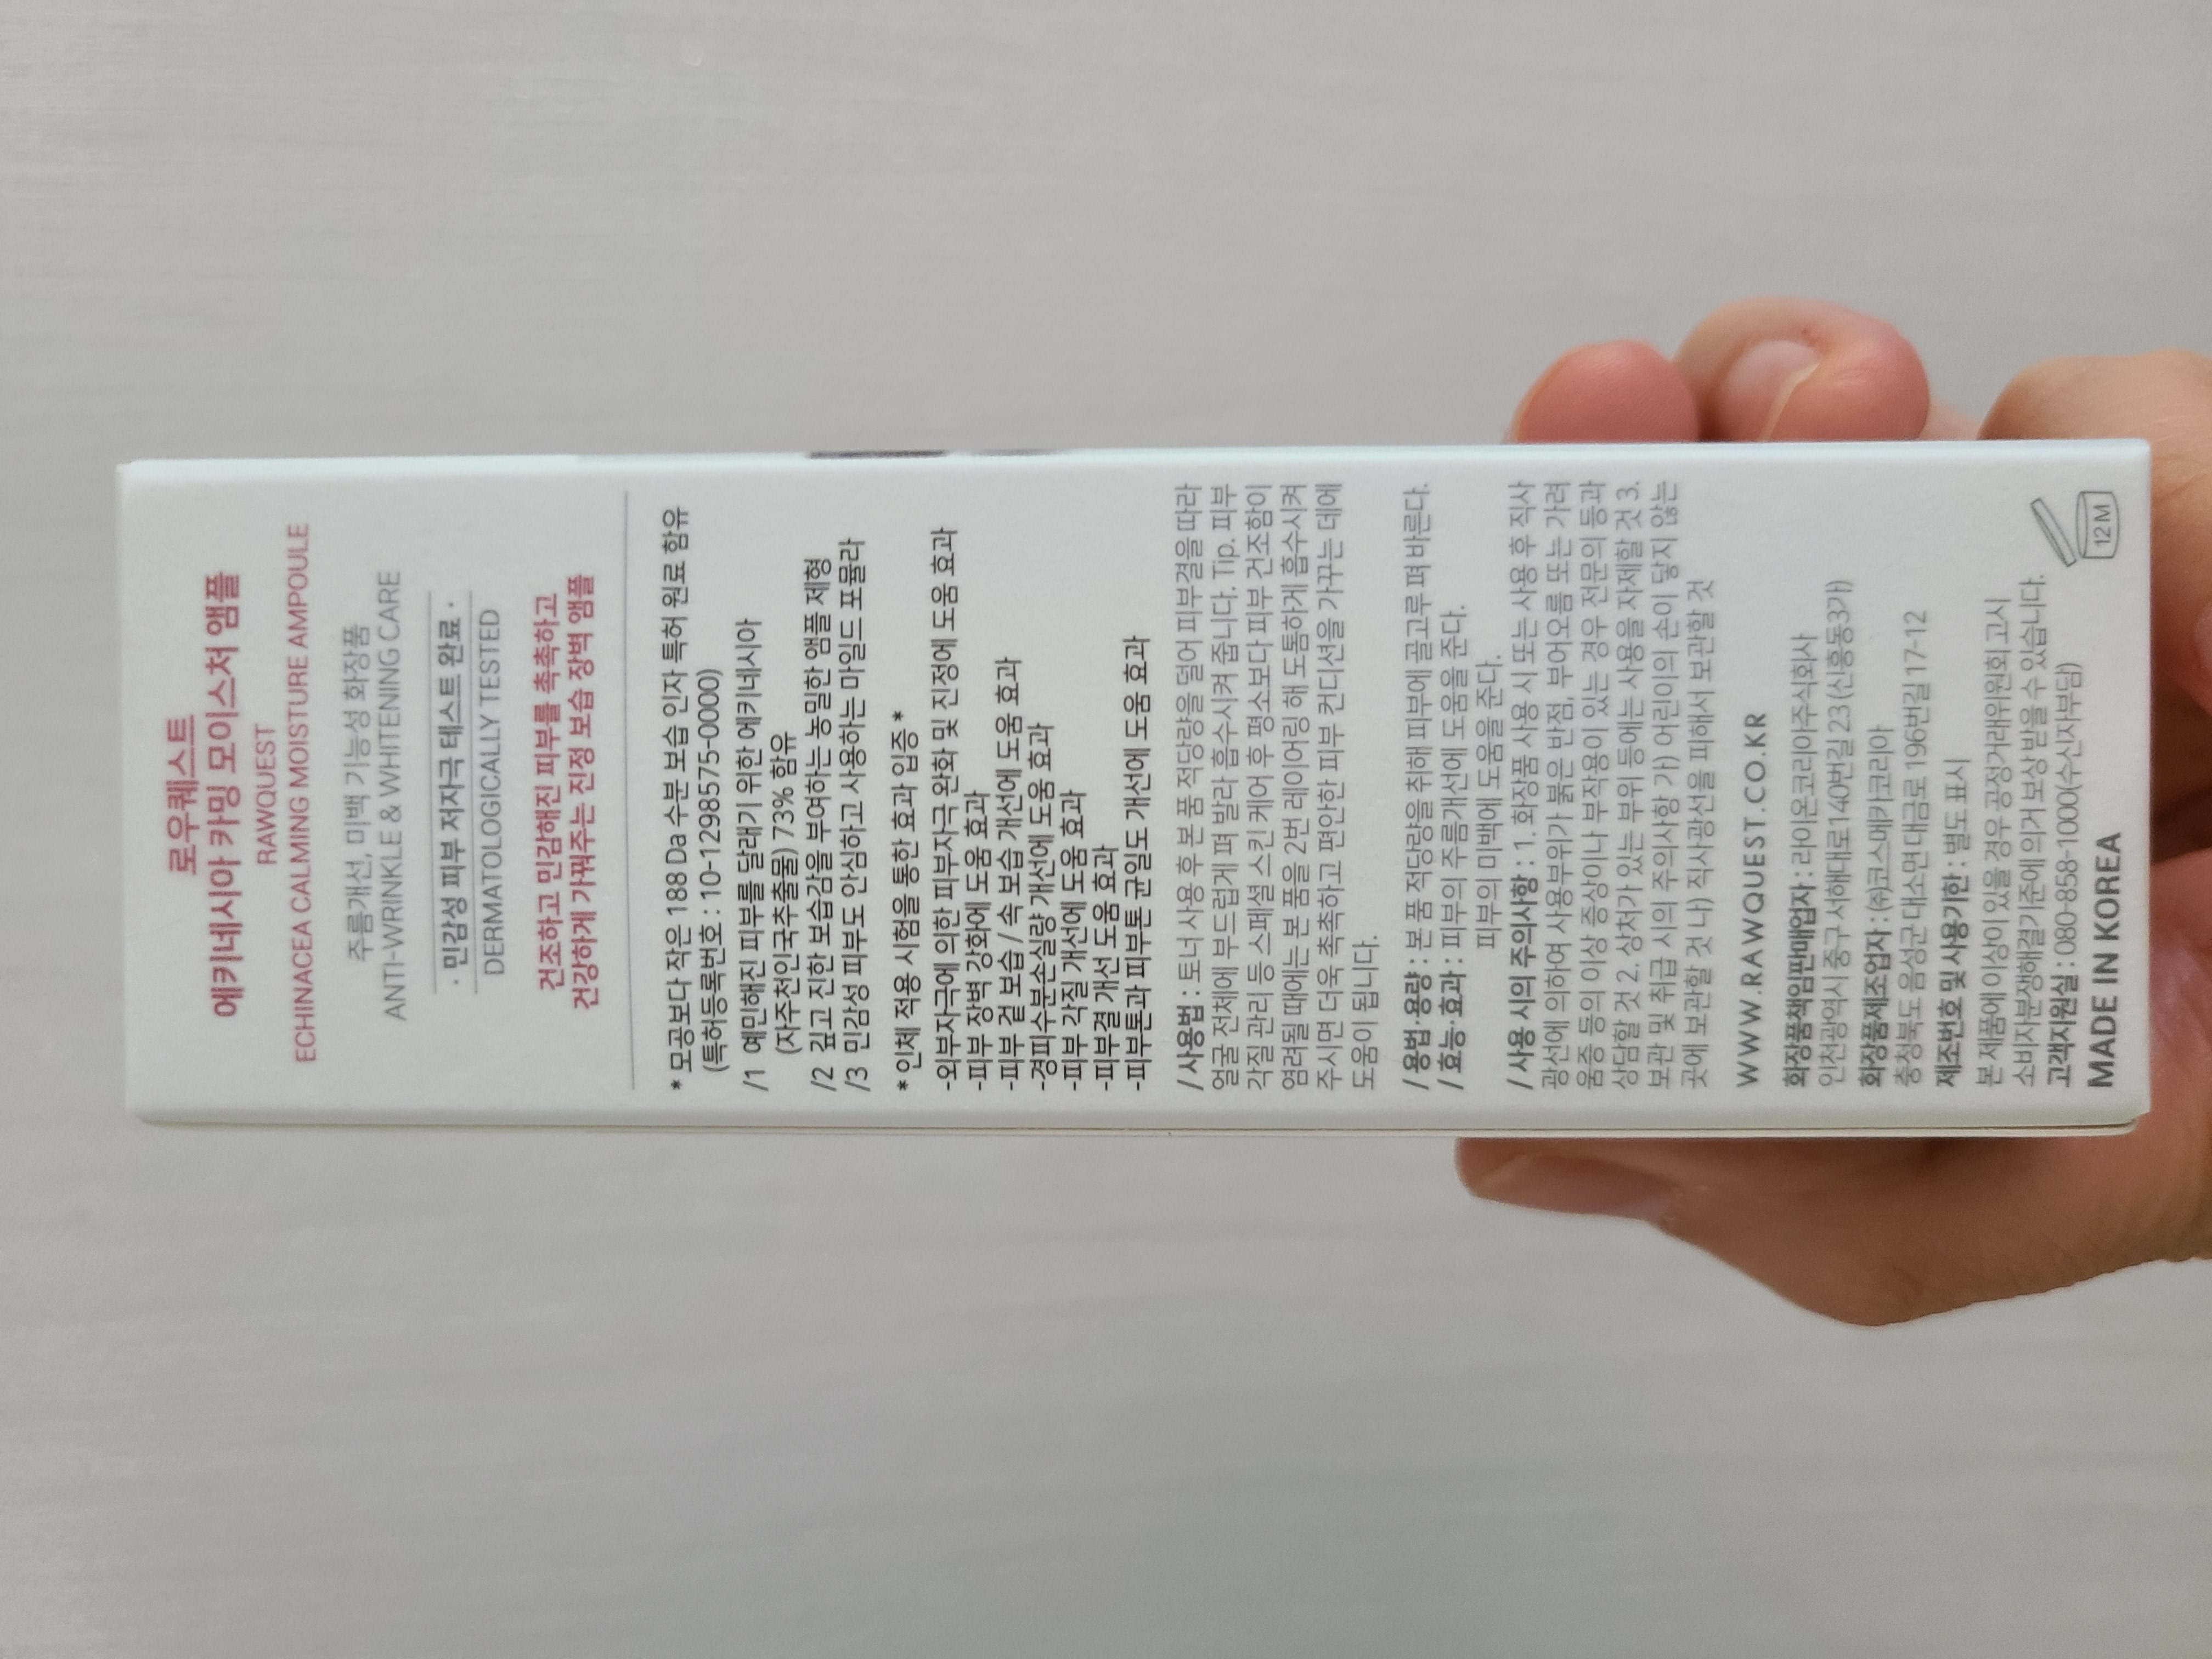 로우퀘스트
에키네시아 카밍 모이스처 앰플
RAWQUEST
ECHINACEA CALMING MOISTURE AMPOULE
주름개선, 미백 기능성 화장품
ANTI-WRINKLE & WHITENING CARE
· 민감성 피부 저자극 테스트 완료 ·
DERMATOLOGICALLY TESTED
건조하고 민감해진 피부를 촉촉하고
건강하게 가꿔주는 진정 보습 장벽 앰플
* 모공보다 작은 188 Da 수분 보습 인자 특허 원료 함유
(특허등록번호 : 10-1298575-0000)
/1 예민해진 피부를 달래기 위한 에키네시아
(자주천인국추출물) 73% 함유
/2 깊고 진한 보습감을 부여하는 농밀한 앰플 제형
/3 민감성 피부도 안심하고 사용하는 마일드 포뮬라
* 인체 적용 시험을 통한 효과 입증 *
-외부자극에 의한 피부자극 완화 및 진정에 도움 효과
-피부 장벽 강화에 도움 효과
-피부 겉 보습 / 속 보습 개선에 도움 효과
-경피수분손실량 개선에 도움 효과
-피부 각질 개선에 도움 효과
-피부결 개선 도움 효과
-피부톤과 피부톤 균일도 개선에 도움 효과
/ 사용법 : 토너 사용 후 본 품 적당량을 덜어 피부결을 따라
얼굴 전체에 부드럽게 펴 발라 흡수시켜 줍니다. Tip. 피부
각질 관리 등 스페셜 스킨 케어 후 평소보다 피부 건조함이
염려될 때에는 본 품을 2번 레이어링 해 도톰하게 흡수시켜
주시면 더욱 촉촉하고 편안한 피부 컨디션을 가꾸는 데에
도움이 됩니다.
/ 용법·용량 : 본 품 적당량을 취해 피부에 골고루 펴 바른다.
/ 효능·효과 : 피부의 주름개선에 도움을 준다.
피부의 미백에 도움을 준다.
/ 사용 시의 주의사항 : 1. 화장품 사용 시 또는 사용 후 직사
광선에 의하여 사용부위가 붉은 반점, 부어오름 또는 가려
움증 등의 이상 증상이나 부작용이 있는 경우 전문의 등과
상담할 것 2. 상처가 있는 부위 등에는 사용을 자제할 것 3.
보관 및 취급 시의 주의사항 가) 어린이의 손이 닿지 않는
곳에 보관할 것 나) 직사광선을 피해서 보관할 것
WWW.RAWQUEST.CO.KR
화장품책임판매업자 : 라이온코리아주식회사
인천광역시 중구 서해대로 140번길 23 (신흥동3가)
화장품제조업자 : (주)코스메카코리아
충청북도 음성군 대소면 대금로 196번길 17-12
제조번호 및 사용기한 : 별도 표시
본 제품에 이상이 있을 경우 공정거래위원회 고시
소비자분쟁해결기준에 의거 보상 받을 수 있습니다.
고객지원실 : 080-858-1000(수신자부담)
MADE IN KOREA
12M